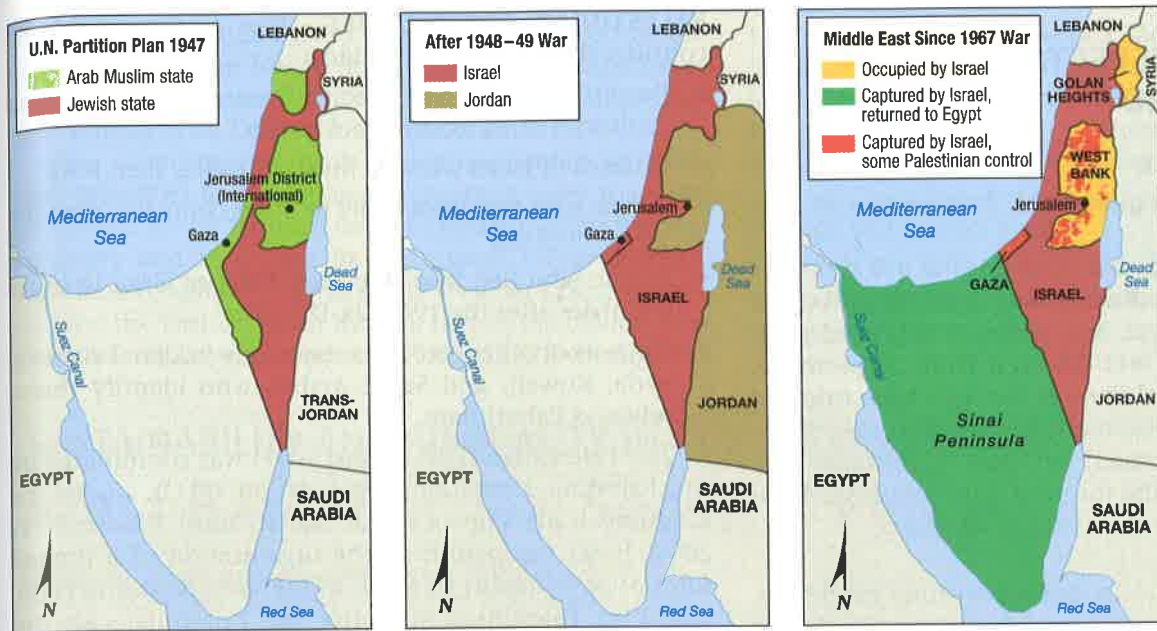 U.N. Partition Plan 1947
Arab Muslim state
Jewish state
LEBANON
SYRIA
Jerusalem District
(International)
Mediterranean
Sea
Gaza
Dead
Sea
Suez Canal
TRANS-
JORDAN
EGYPT
SAUDI
ARABIA
N
Red Sea
After 1948–49 War
Israel
Jordan
LEBANON
SYRIA
Mediterranean
Sea
Jerusalem
Gaza
Dead
Sea
ISRAEL
Suez Canal
JORDAN
EGYPT
SAUDI
ARABIA
N
Red Sea
Middle East Since 1967 War
Occupied by Israel
Captured by Israel,
returned to Egypt
Captured by Israel,
some Palestinian control
LEBANON
GOLAN
HEIGHTS
SYRIA
WEST
BANK
Mediterranean
Sea
Jerusalem
Dead
Sea
GAZA
ISRAEL
Suez Canal
JORDAN
Sinai
Peninsula
EGYPT
SAUDI
ARABIA
N
Red Sea